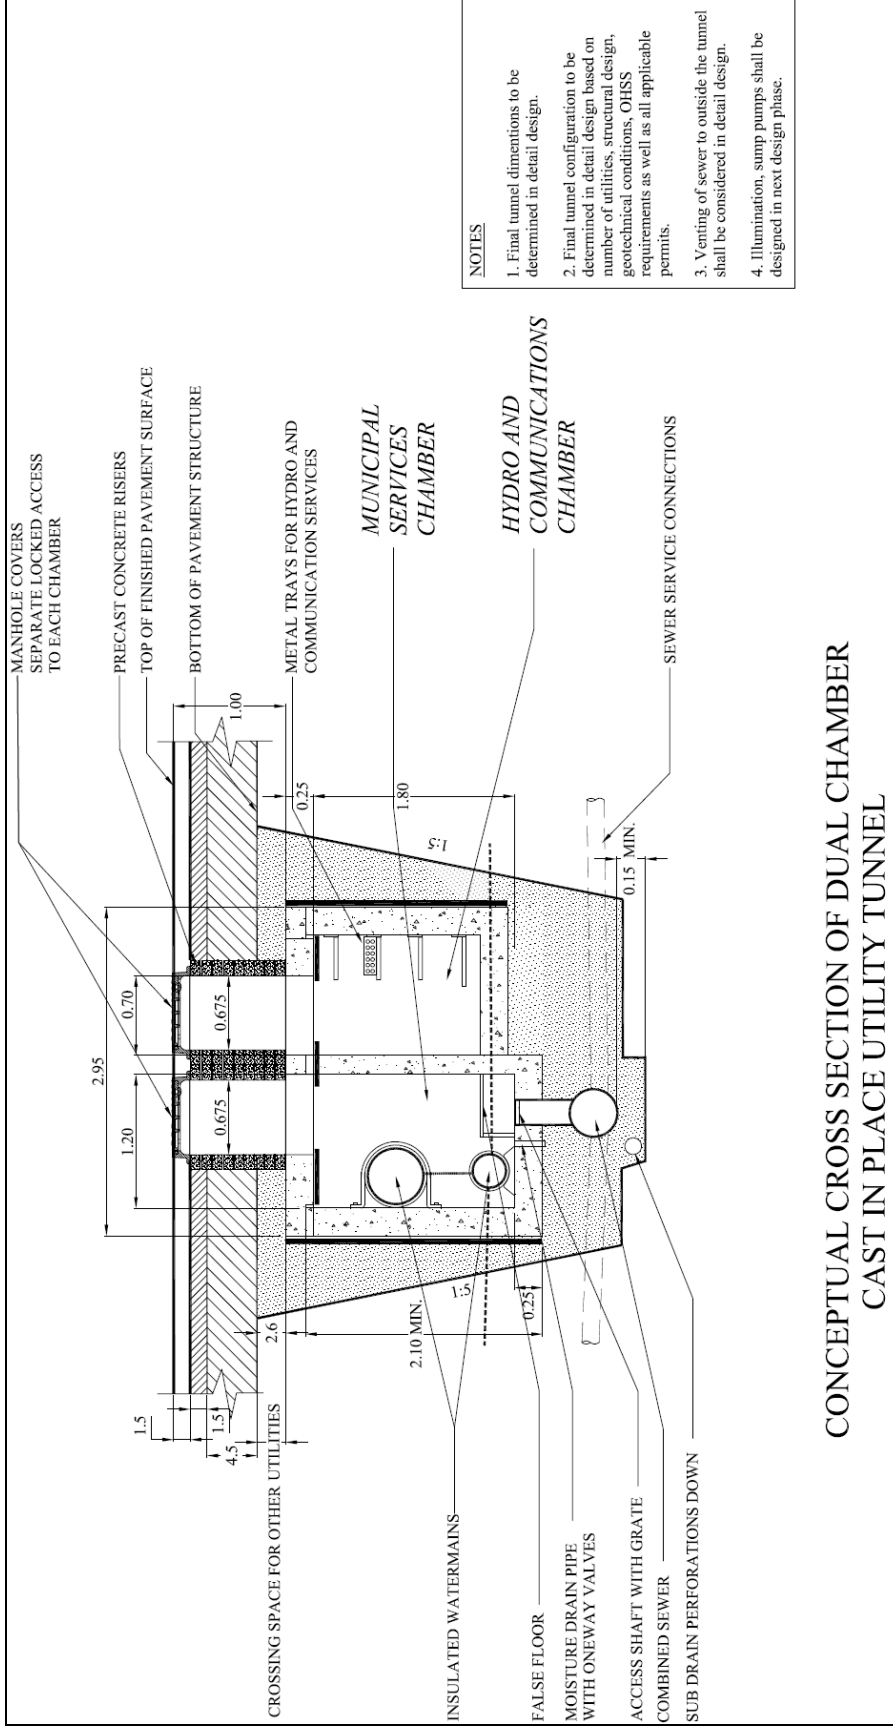 MANHOLE COVERS
SEPARATE LOCKED ACCESS
TO EACH CHAMBER
PRECAST CONCRETE RISERS
TOP OF FINISHED PAVEMENT SURFACE
BOTTOM OF PAVEMENT STRUCTURE
METAL TRAYS FOR HYDRO AND
COMMUNICATION SERVICES
MUNICIPAL
SERVICES
CHAMBER
HYDRO AND
COMMUNICATIONS
CHAMBER
SEWER SERVICE CONNECTIONS
2.95
1.20
0.70
0.675
0.675
1.00
0.25
1.80
1:5
0.15 MIN.
1.5
1.5
4.5
2.6
2.10 MIN.
1:5
0.25
CROSSING SPACE FOR OTHER UTILITIES
INSULATED WATERMAINS
FALSE FLOOR
MOISTURE DRAIN PIPE
WITH ONEWAY VALVES
ACCESS SHAFT WITH GRATE
COMBINED SEWER
SUB DRAIN PERFORATIONS DOWN
NOTES
1. Final tunnel dimentions to be
determined in detail design.
2. Final tunnel configuration to be
determined in detail design based on
number of utilities, structural design,
geotechnical conditions, OHSS
requirements as well as all applicable
permits.
3. Venting of sewer to outside the tunnel
shall be considered in detail design.
4. Illumination, sump pumps shall be
designed in next design phase.
CONCEPTUAL CROSS SECTION OF DUAL CHAMBER
CAST IN PLACE UTILITY TUNNEL